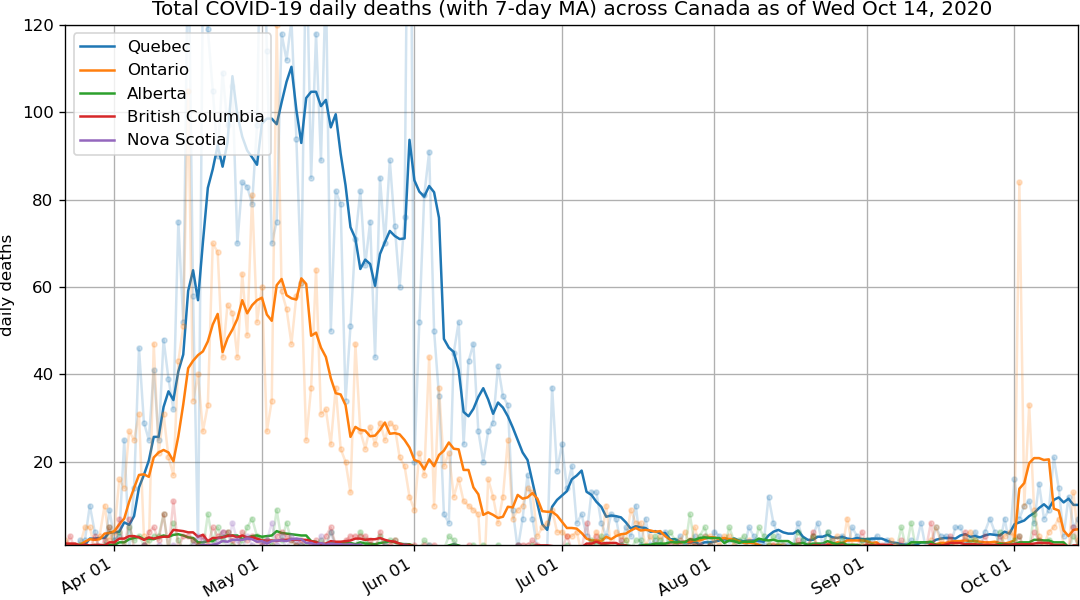 Total COVID-19 daily deaths (with 7-day MA) across Canada as of Wed Oct 14, 2020
120
100
80
60
40
20
daily deaths
Quebec
Ontario
Alberta
British Columbia
Nova Scotia
Apr 01
May 01
Jun 01
Jul 01
Aug 01
Sep 01
Oct 01